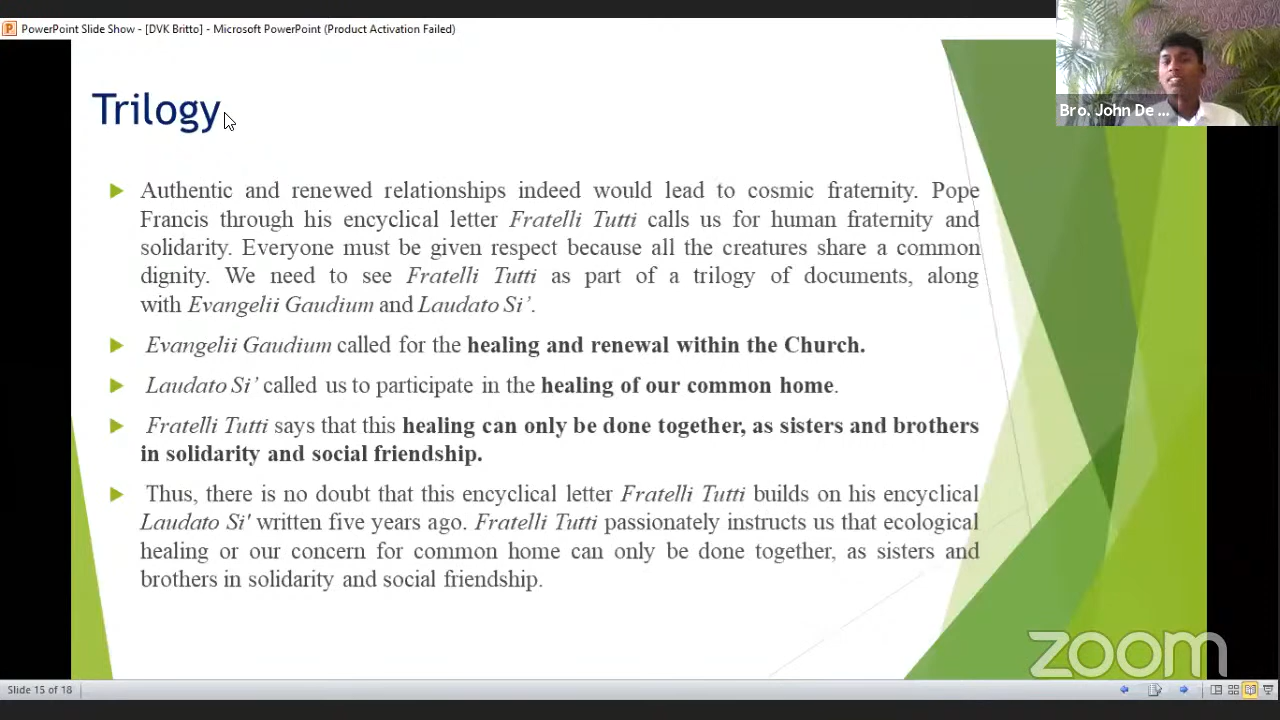 PowerPoint Slide Show - [DVK Britto] - Microsoft PowerPoint (Product Activation Failed)
Bro. John De ...
Trilogy
Authentic and renewed relationships indeed would lead to cosmic fraternity. Pope
Francis through his encyclical letter Fratelli Tutti calls us for human fraternity and
solidarity. Everyone must be given respect because all the creatures share a common
dignity. We need to see Fratelli Tutti as part of a trilogy of documents, along
with Evangelii Gaudium and Laudato Si’.
Evangelii Gaudium called for the healing and renewal within the Church.
Laudato Si’ called us to participate in the healing of our common home.
Fratelli Tutti says that this healing can only be done together, as sisters and brothers
in solidarity and social friendship.
Thus, there is no doubt that this encyclical letter Fratelli Tutti builds on his encyclical
Laudato Si' written five years ago. Fratelli Tutti passionately instructs us that ecological
healing or our concern for common home can only be done together, as sisters and
brothers in solidarity and social friendship.
zoom
Slide 15 of 18